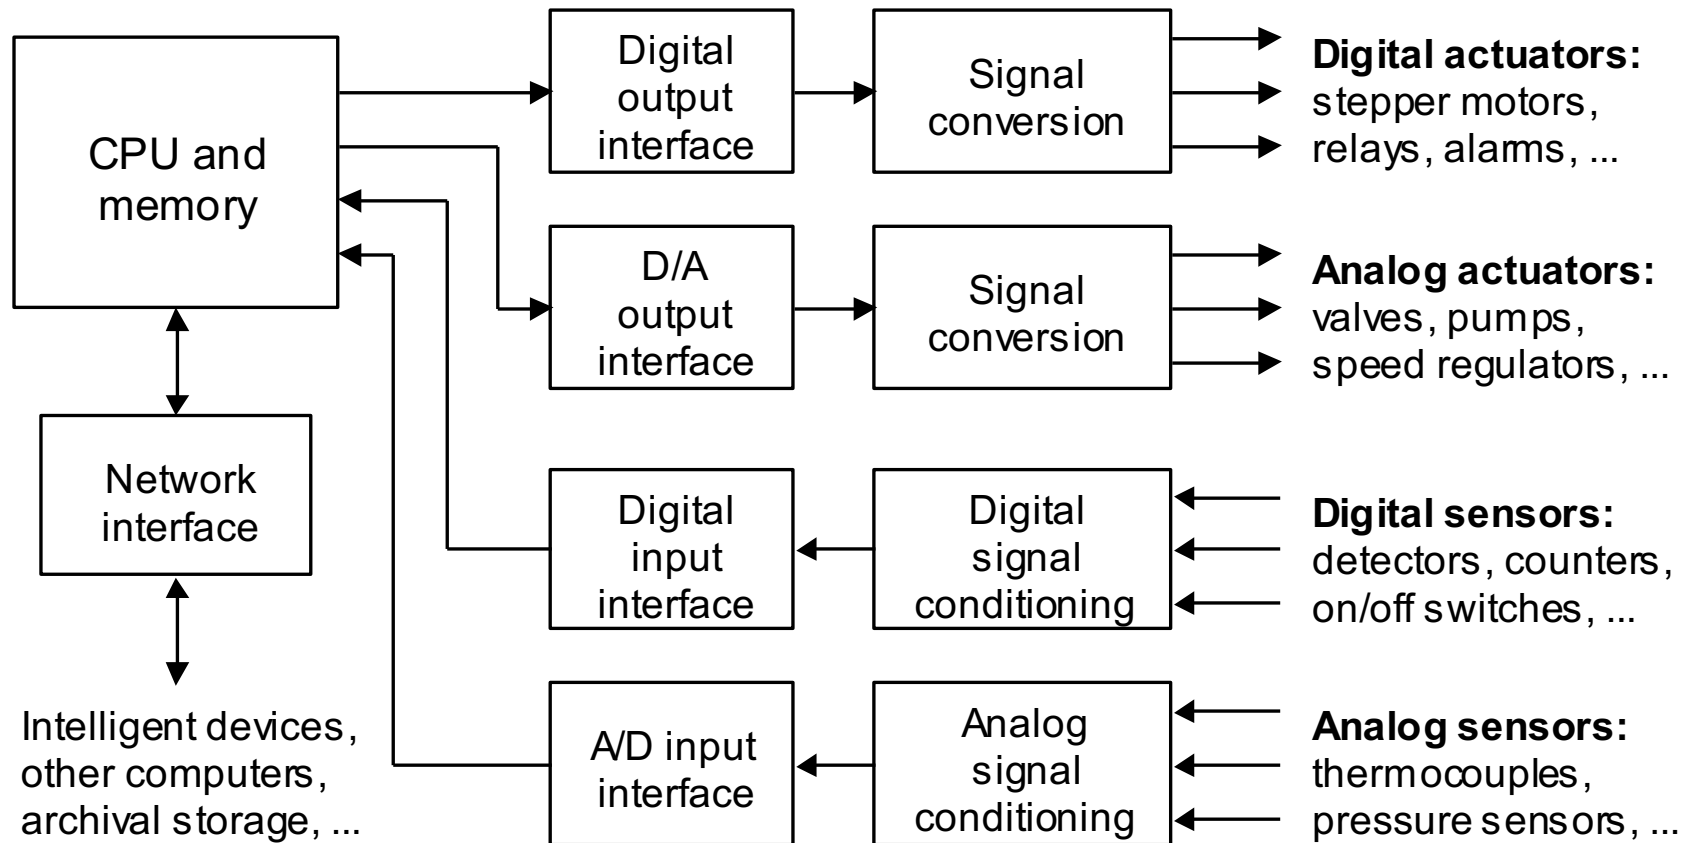 CPU and
memory
Network
interface
Intelligent devices,
other computers,
archival storage, ...
Digital
output
interface
Signal
conversion
Digital actuators:
stepper motors,
relays, alarms, ...
D/A
output
interface
Signal
conversion
Analog actuators:
valves, pumps,
speed regulators, ...
Digital
input
interface
Digital
signal
conditioning
Digital sensors:
detectors, counters,
on/off switches, ...
A/D input
interface
Analog
signal
conditioning
Analog sensors:
thermocouples,
pressure sensors, ...